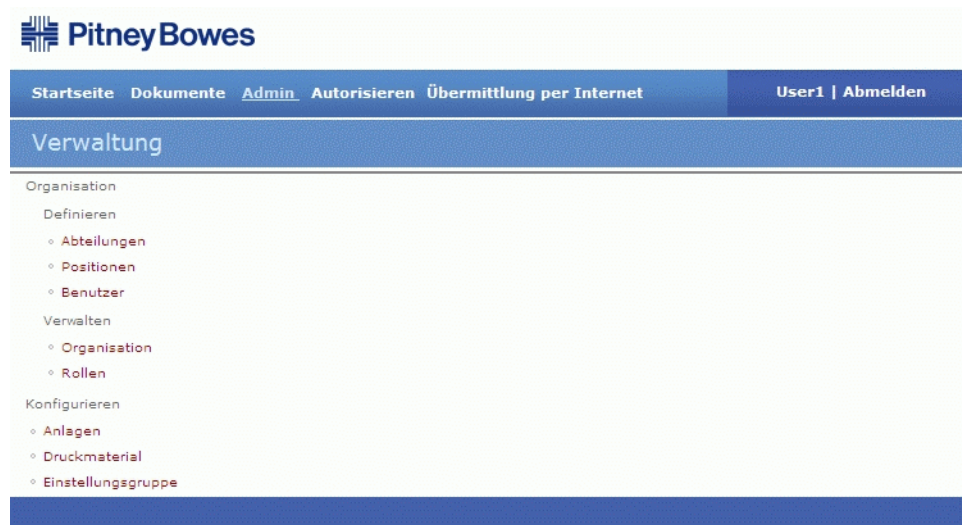 Pitney Bowes
Startseite Dokumente Admin Autorisieren Übermittlung per Internet User1 | Abmelden
Verwaltung
Organisation
Definieren
Abteilungen
Positionen
Benutzer
Verwalten
Organisation
Rollen
Konfigurieren
Anlagen
Druckmaterial
Einstellungsgruppe